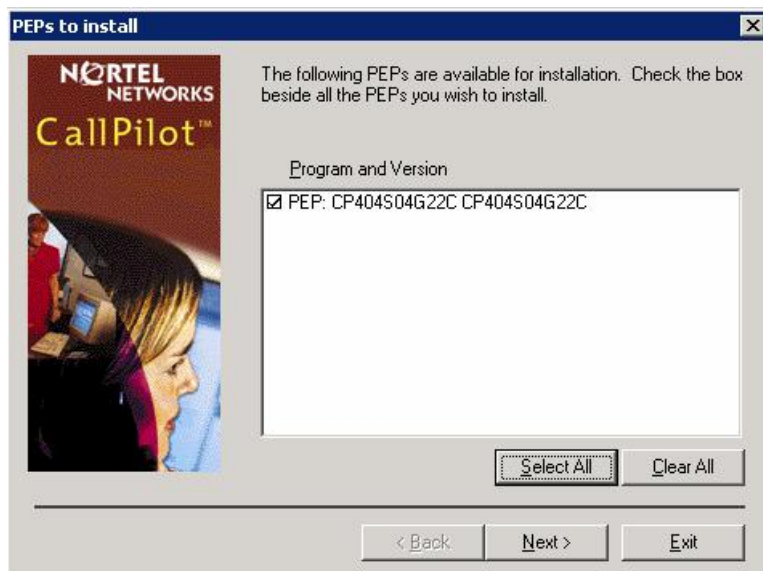 PEPs to install
NORTEL
NETWORKS
CallPilot™
The following PEPs are available for installation. Check the box
beside all the PEPs you wish to install.
Program and Version
PEP: CP404S04G22C CP404S04G22C
Select All
Clear All
< Back
Next >
Exit